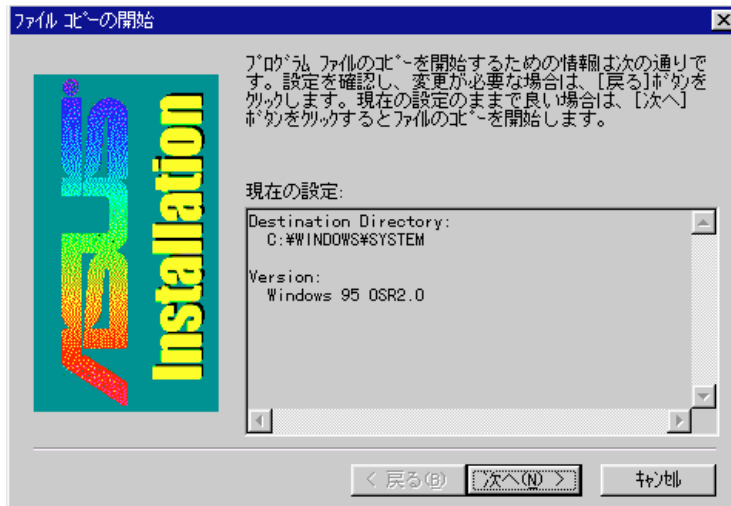 ファイル コピーの開始
プログラム ファイルのコピーを開始するための情報は次の通りで
す。設定を確認し、変更が必要な場合は、[戻る]ボタンを
クリックします。現在の設定のままで良い場合は、[次へ]
ボタンをクリックするとファイルのコピーを開始します。
ASUS
Installation
現在の設定:
Destination Directory:
C:¥WINDOWS¥SYSTEM
Version:
Windows 95 OSR2.0
< 戻る(B)
次へ(N) >
キャンセル